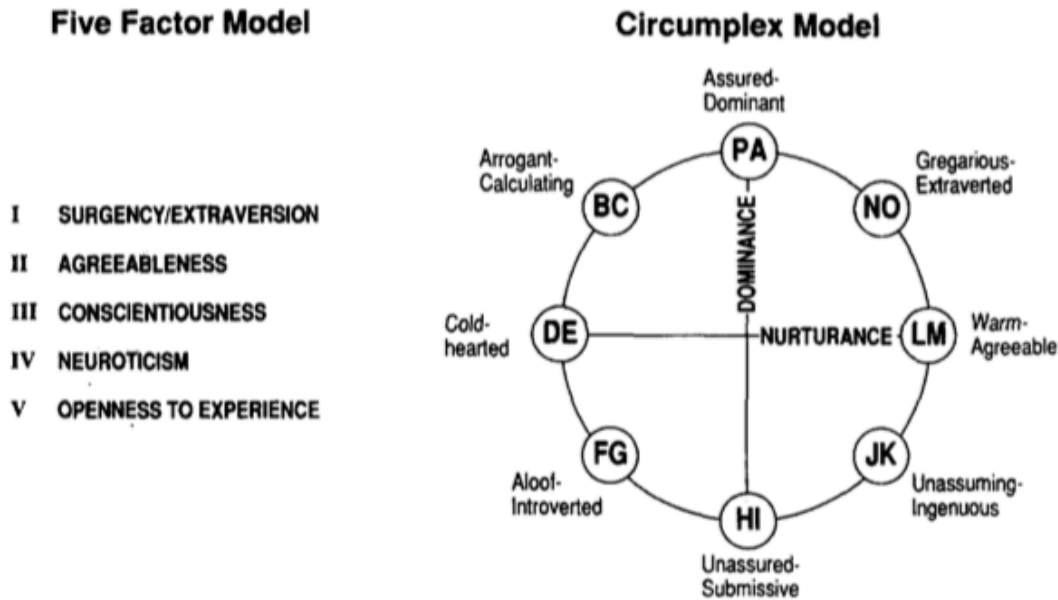 Five Factor Model
I SURGENCY/EXTRAVERSION
II AGREEABLENESS
III CONSCIENTIOUSNESS
IV NEUROTICISM
V OPENNESS TO EXPERIENCE
Circumplex Model
Assured-
Dominant
PA
Gregarious-
Extraverted
NO
Warm-
Agreeable
LM
Unassuming-
Ingenuous
JK
Unassured-
Submissive
HI
Aloof-
Introverted
FG
Cold-
hearted
DE
Arrogant-
Calculating
BC
DOMINANCE
NURTURANCE